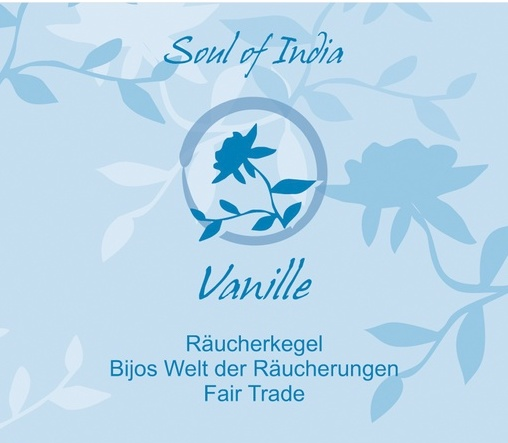 Soul of India
Vanille
Räucherkegel
Bijos Welt der Räucherungen
Fair Trade